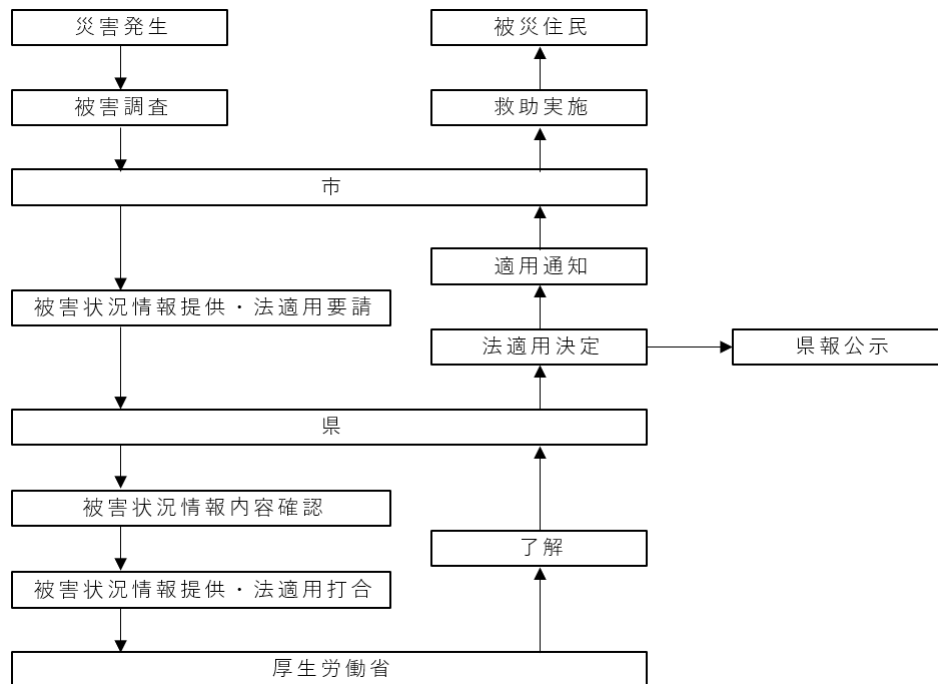 災害発生
被災住民
被害調査
救助実施
市
適用通知
被害状況情報提供・法適用要請
法適用決定
県報公示
県
被害状況情報内容確認
了解
被害状況情報提供・法適用打合
厚生労働省